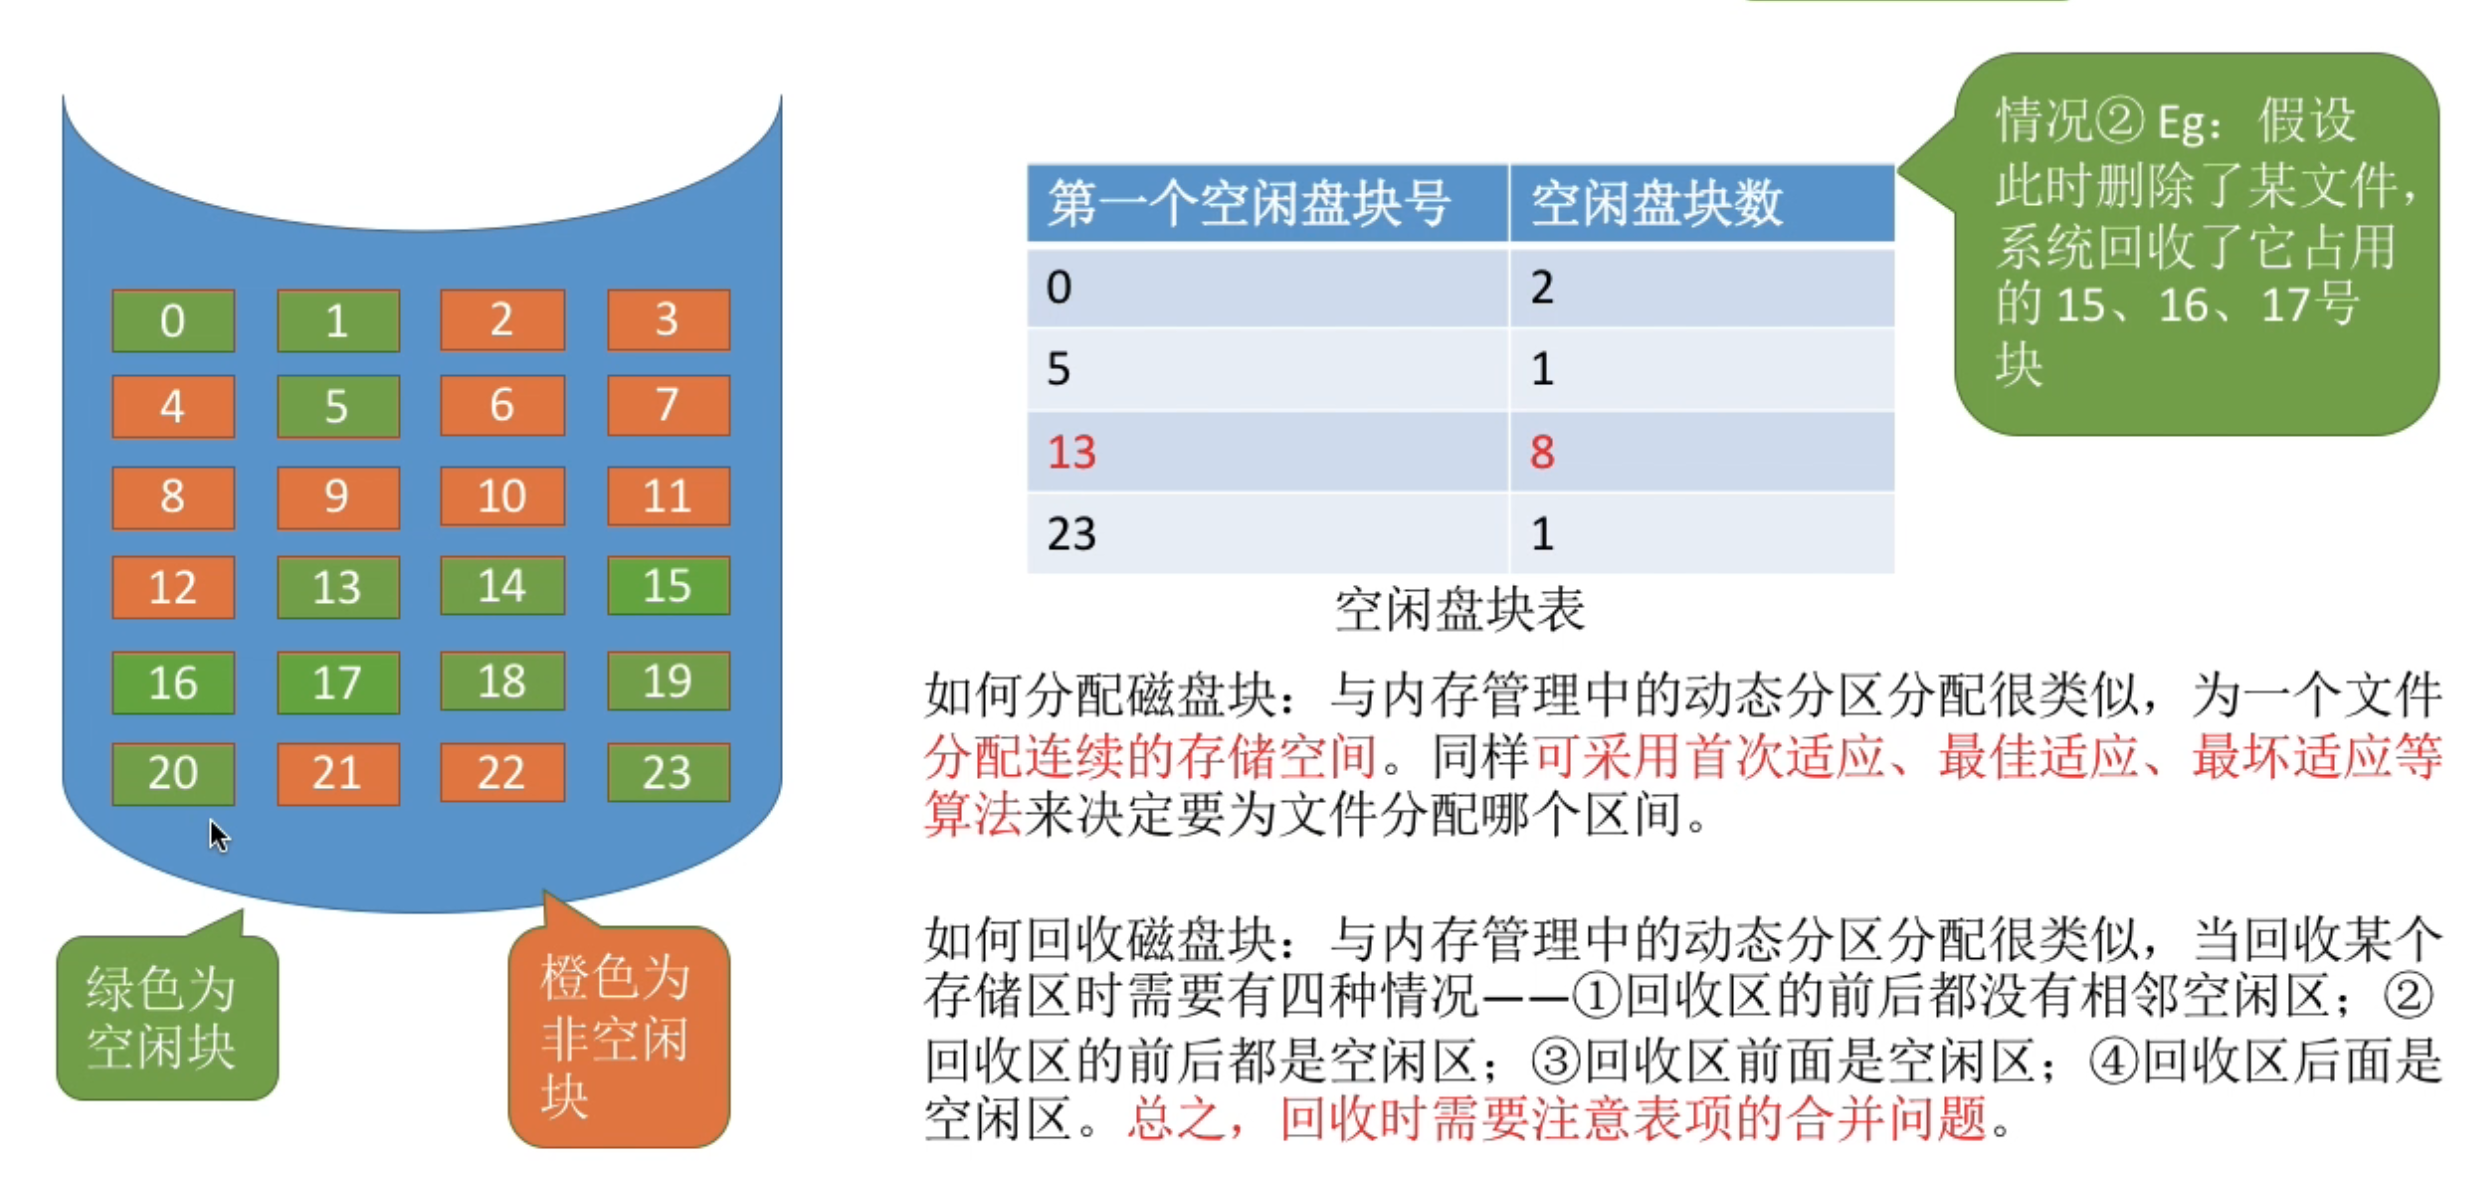 0 1 2 3
4 5 6 7
8 9 10 11
12 13 14 15
16 17 18 19
20 21 22 23
绿色为
空闲块
橙色为
非空闲
块
第一个空闲盘块号 空闲盘块数
0 2
5 1
13 8
23 1
空闲盘块表
情况② Eg：假设
此时删除了某文件，
系统回收了它占用
的 15、16、17号
块
如何分配磁盘块：与内存管理中的动态分区分配很类似，为一个文件
分配连续的存储空间。同样可采用首次适应、最佳适应、最坏适应等
算法来决定要为文件分配哪个区间。
如何回收磁盘块：与内存管理中的动态分区分配很类似，当回收某个
存储区时需要有四种情况——①回收区的前后都没有相邻空闲区；②
回收区的前后都是空闲区；③回收区前面是空闲区；④回收区后面是
空闲区。总之，回收时需要注意表项的合并问题。